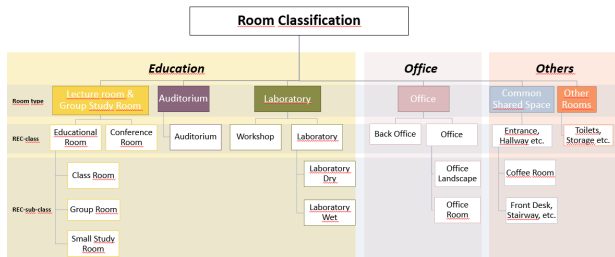 Room Classification
Education
Office
Others
Room type
Lecture room &
Group Study Room
Auditorium
Laboratory
Office
Common
Shared Space
Other
Rooms
REC-class
Educational
Room
Conference
Room
Auditorium
Workshop
Laboratory
Back Office
Office
Entrance,
Hallway etc.
Toilets,
Storage etc.
Class Room
Laboratory
Dry
Office
Landscape
Coffee Room
REC-sub-class
Group Room
Laboratory
Wet
Office
Room
Front Desk,
Stairway, etc.
Small Study
Room